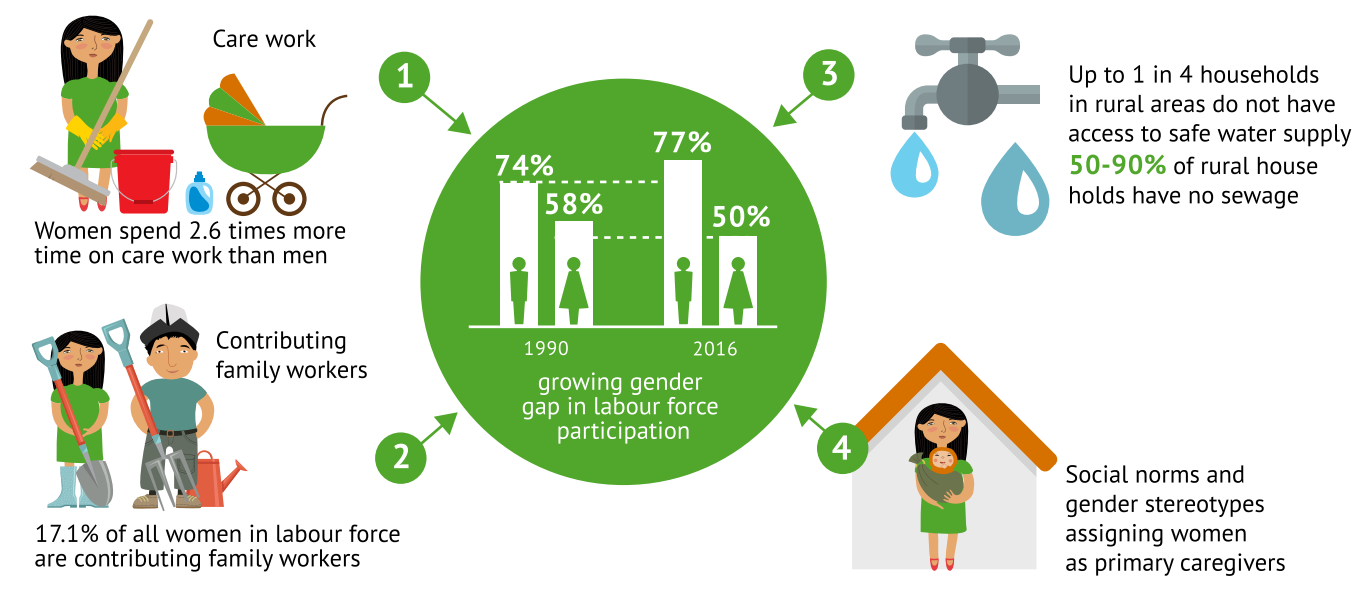 Care work
Women spend 2.6 times more
time on care work than men
1
Contributing
family workers
17.1% of all women in labour force
are contributing family workers
2
74%
58%
77%
50%
1990
2016
growing gender
gap in labour force
participation
3
Up to 1 in 4 households
in rural areas do not have
access to safe water supply
50-90% of rural house
holds have no sewage
4
Social norms and
gender stereotypes
assigning women
as primary caregivers